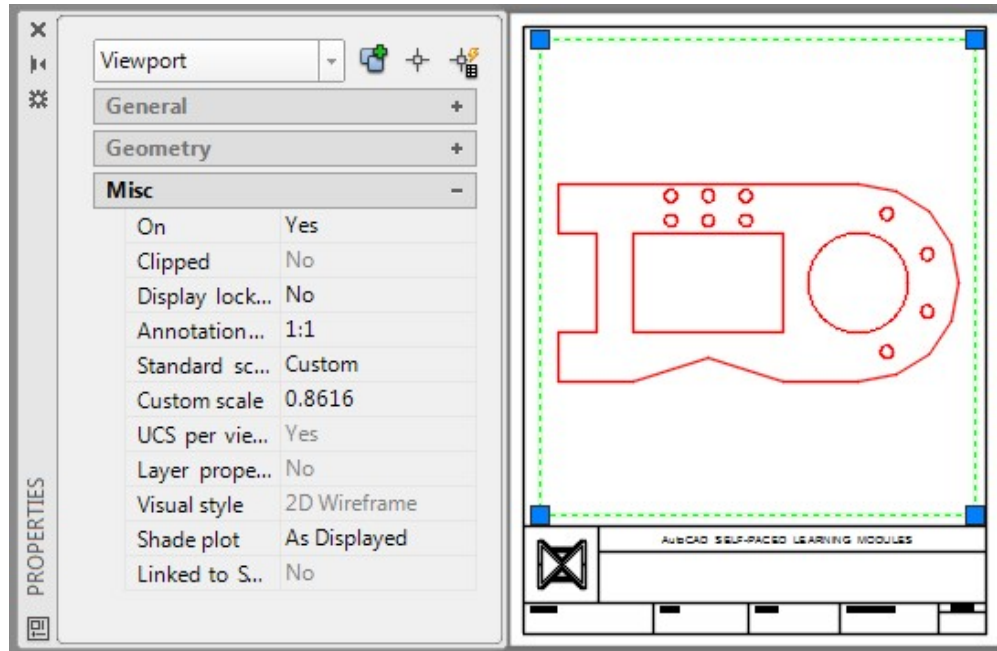 Viewport
General
Geometry
Misc
On Yes
Clipped No
Display lock... No
Annotation... 1:1
Standard sc... Custom
Custom scale 0.8616
UCS per vie... Yes
Layer prope... No
Visual style 2D Wireframe
Shade plot As Displayed
Linked to S... No
PROPERTIES
AutoCAD SELF-PACED LEARNING MODULES